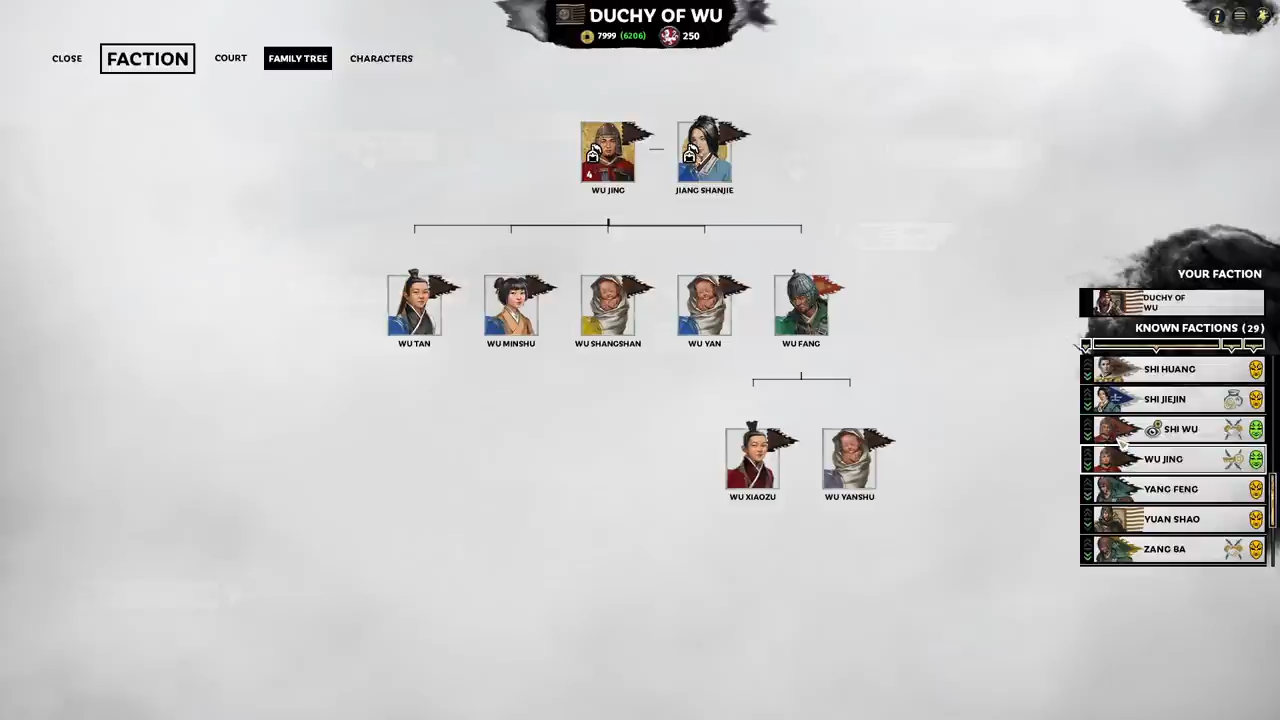 DUCHY OF WU
7999 (6206) 250
CLOSE FACTION COURT FAMILY TREE CHARACTERS
4
WU JING JIANG SHANJIE
WU TAN WU MINSHU WU SHANGSHAN WU YAN WU FANG
WU XIAOZU WU YANSHU
YOUR FACTION
DUCHY OF
WU
KNOWN FACTIONS (29)
SHI HUANG
SHI JIEJIN
SHI WU
WU JING
YANG FENG
YUAN SHAO
ZANG BA